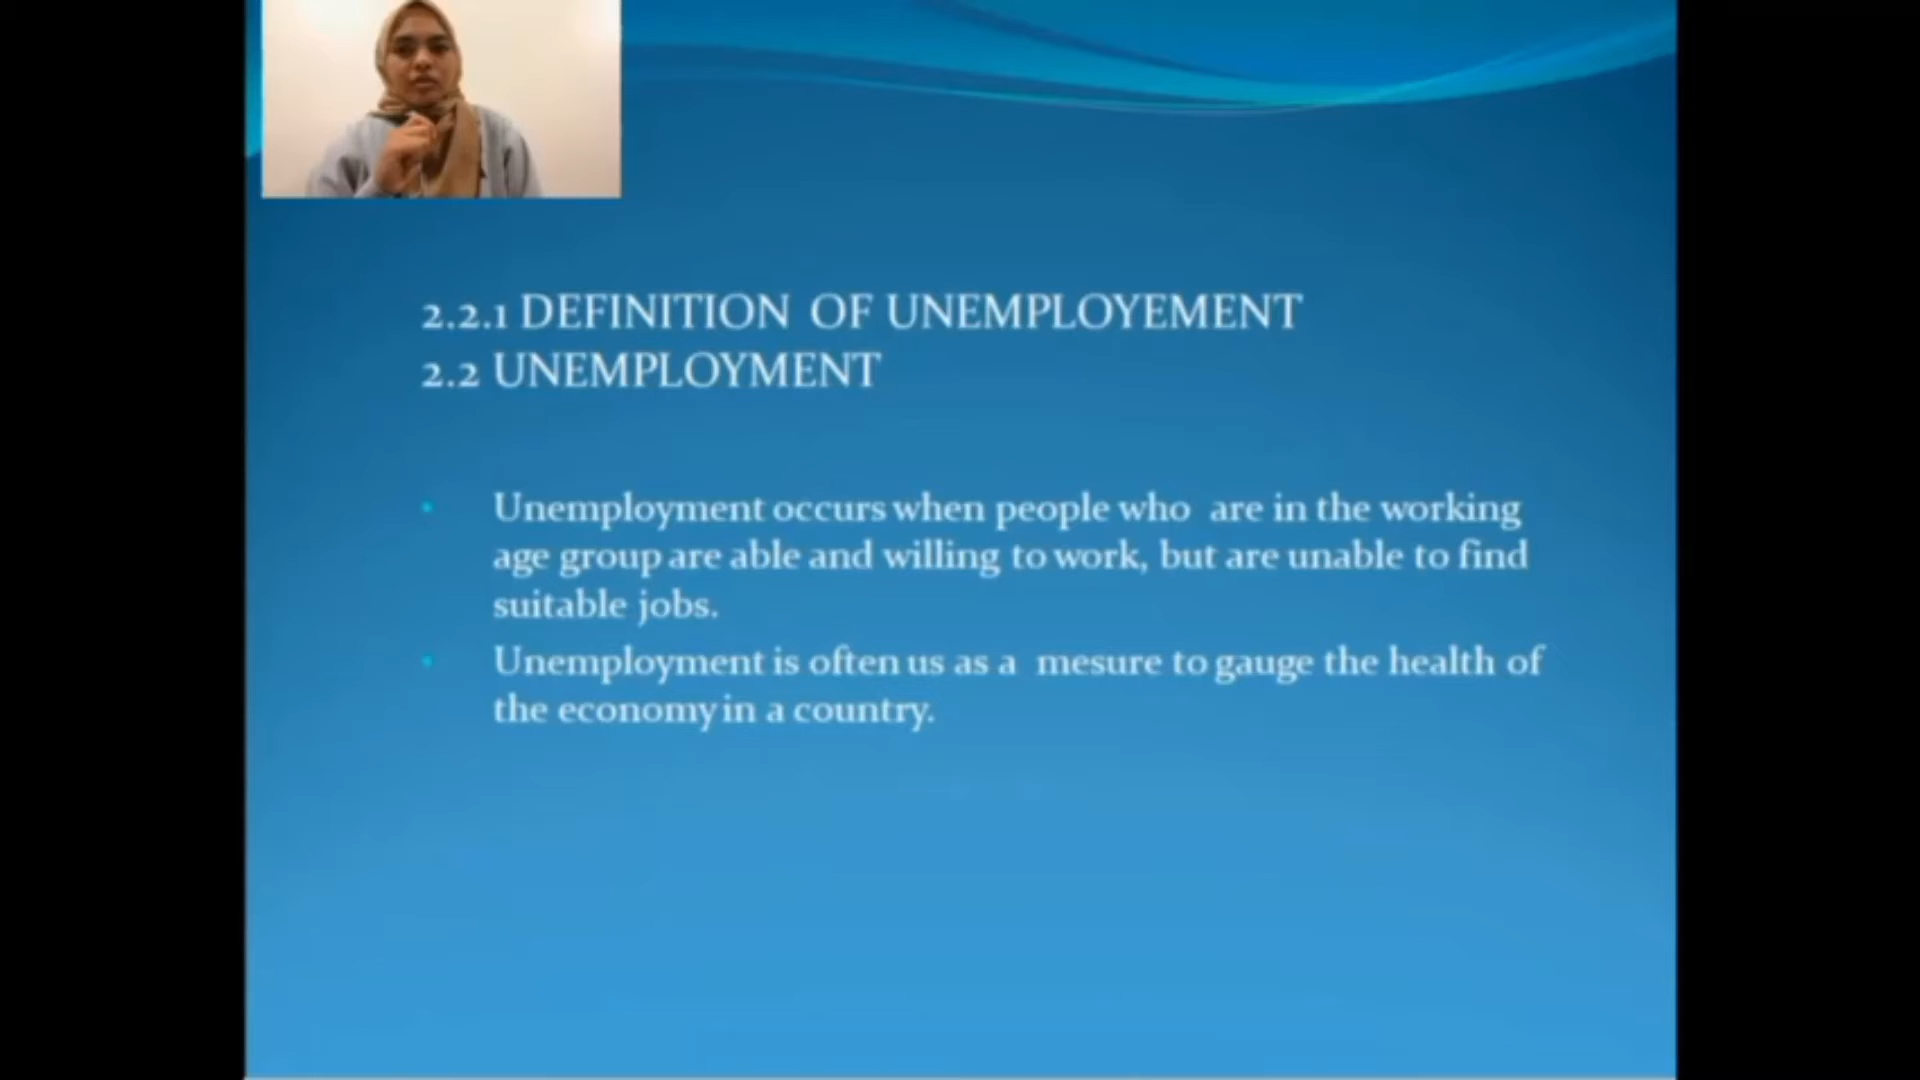 2.2.1 DEFINITION OF UNEMPLOYEMENT
2.2 UNEMPLOYMENT
• Unemployment occurs when people who are in the working
age group are able and willing to work, but are unable to find
suitable jobs.
• Unemployment is often us as a mesure to gauge the health of
the economy in a country.